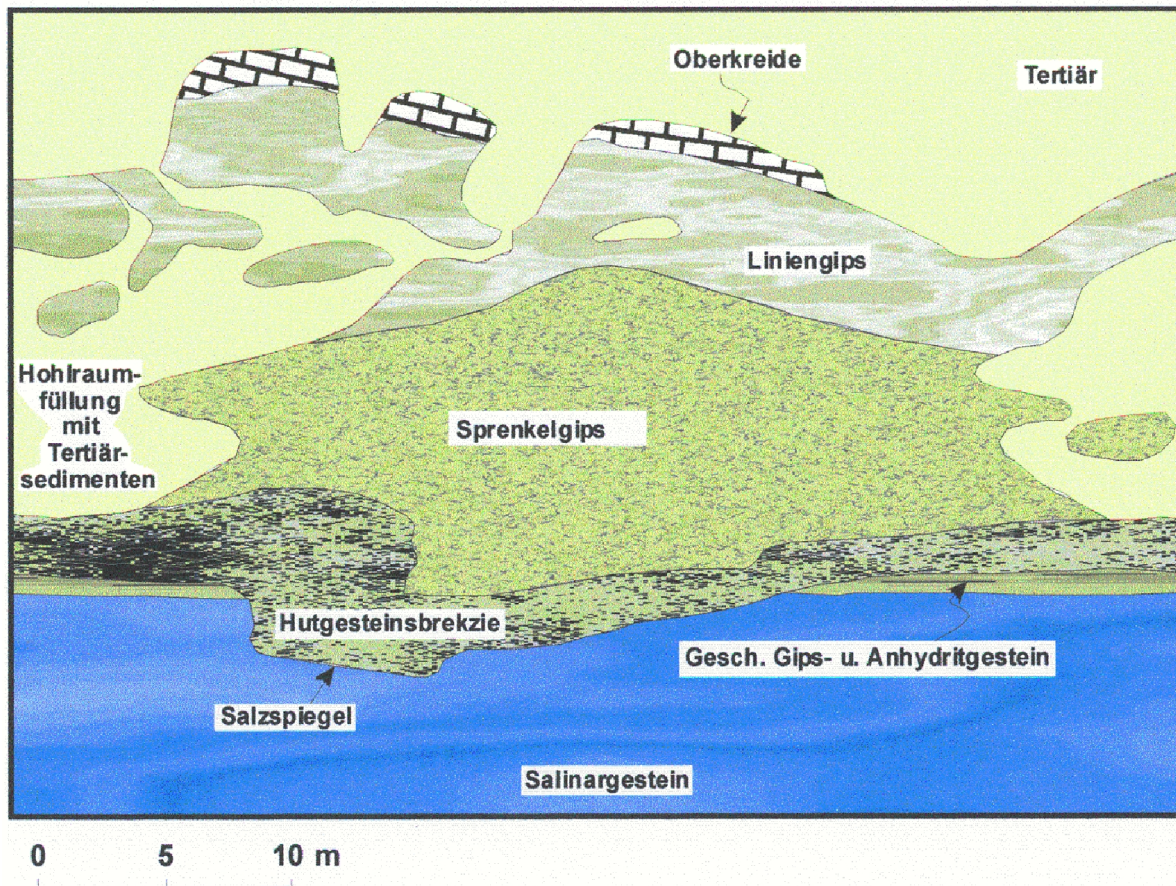 Oberkreide
Tertiär
Liniengips
Hohlraum-
füllung
mit
Tertiär-
sedimenten
Sprenkelgips
Hutgesteinsbrekzie
Gesch. Gips- u. Anhydritgestein
Salzspiegel
Salinargestein
0 5 10 m